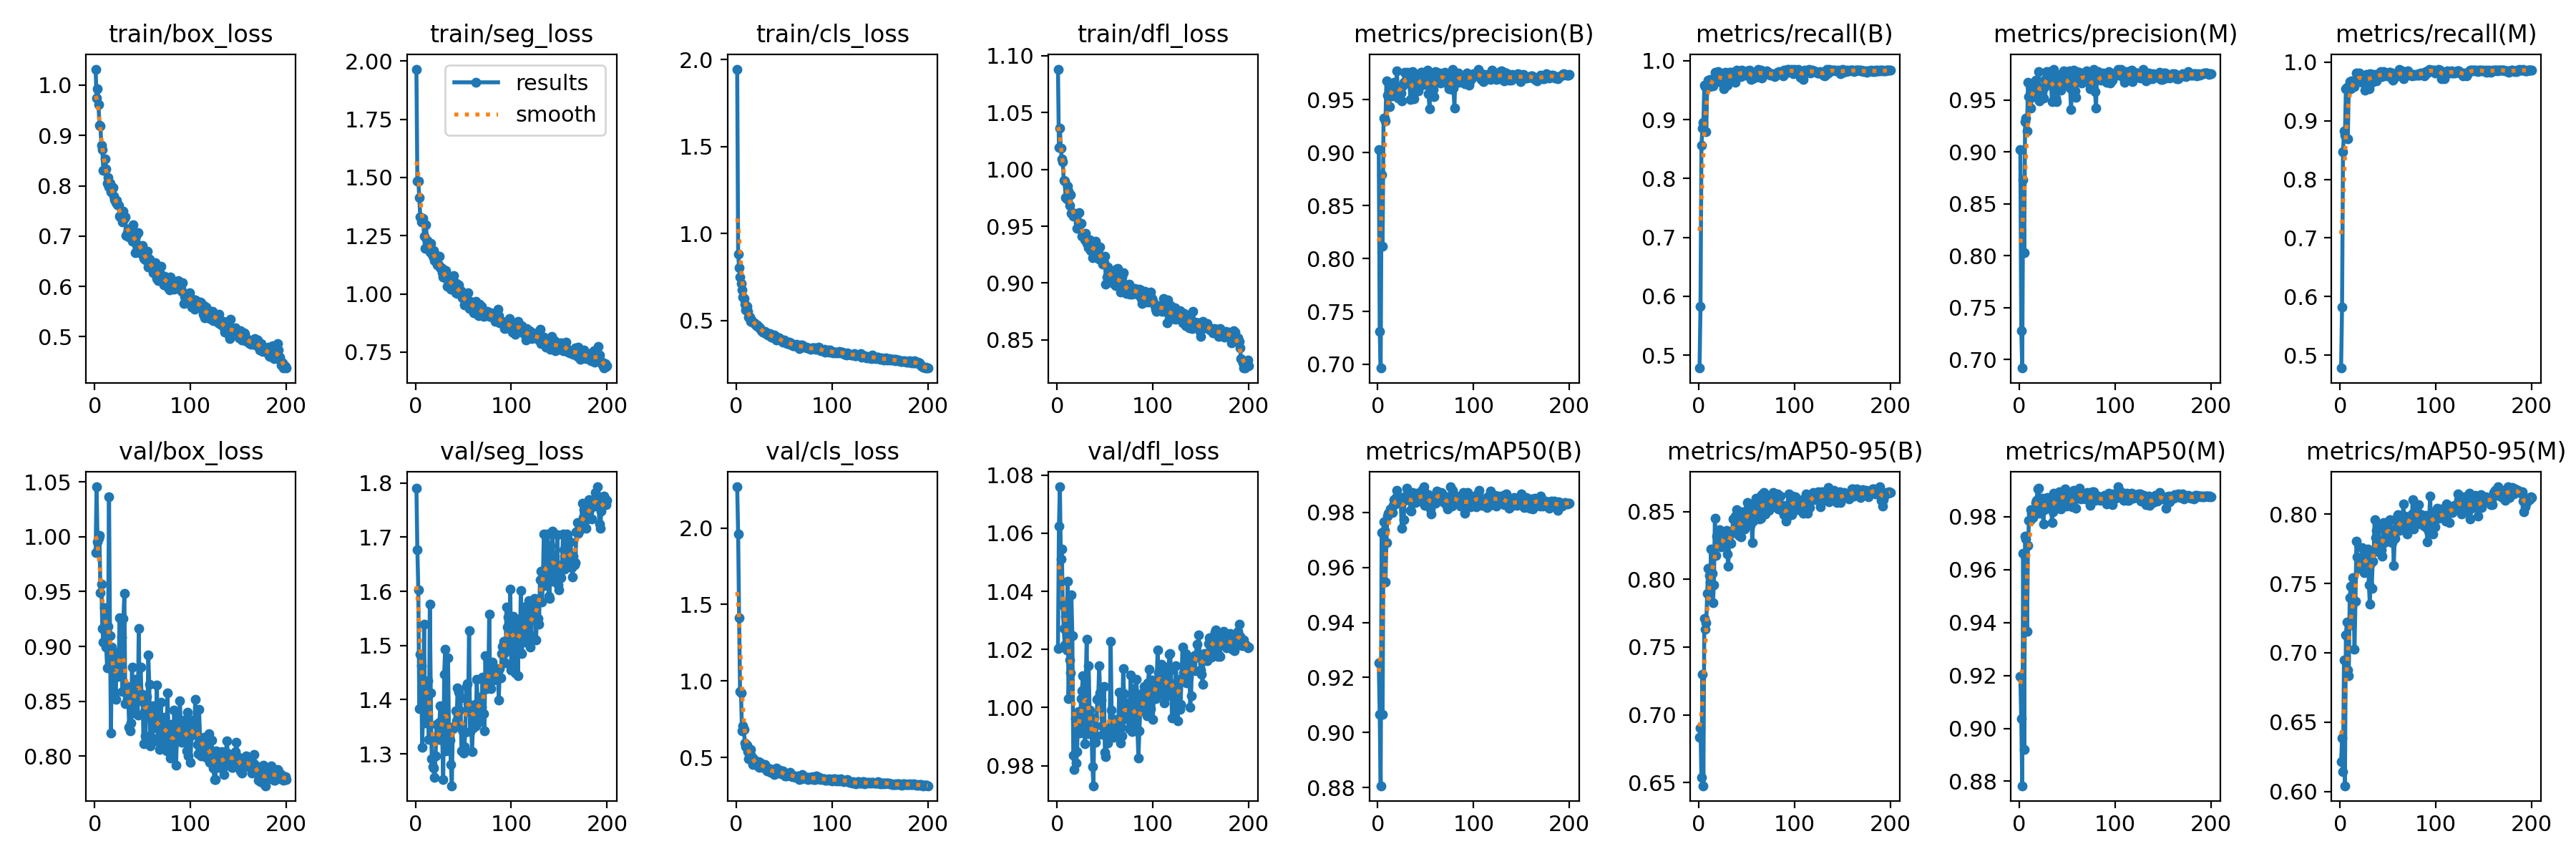 train/box_loss
1.0
0.9
0.8
0.7
0.6
0.5
0 100 200
train/seg_loss
results
smooth
2.00
1.75
1.50
1.25
1.00
0.75
0 100 200
train/cls_loss
2.0
1.5
1.0
0.5
0 100 200
train/dfl_loss
1.10
1.05
1.00
0.95
0.90
0.85
0 100 200
metrics/precision(B)
0.95
0.90
0.85
0.80
0.75
0.70
0 100 200
metrics/recall(B)
1.0
0.9
0.8
0.7
0.6
0.5
0 100 200
metrics/precision(M)
0.95
0.90
0.85
0.80
0.75
0.70
0 100 200
metrics/recall(M)
1.0
0.9
0.8
0.7
0.6
0.5
0 100 200
val/box_loss
1.05
1.00
0.95
0.90
0.85
0.80
0 100 200
val/seg_loss
1.8
1.7
1.6
1.5
1.4
1.3
0 100 200
val/cls_loss
2.0
1.5
1.0
0.5
0 100 200
val/dfl_loss
1.08
1.06
1.04
1.02
1.00
0.98
0 100 200
metrics/mAP50(B)
0.98
0.96
0.94
0.92
0.90
0.88
0 100 200
metrics/mAP50-95(B)
0.85
0.80
0.75
0.70
0.65
0 100 200
metrics/mAP50(M)
0.98
0.96
0.94
0.92
0.90
0.88
0 100 200
metrics/mAP50-95(M)
0.80
0.75
0.70
0.65
0.60
0 100 200